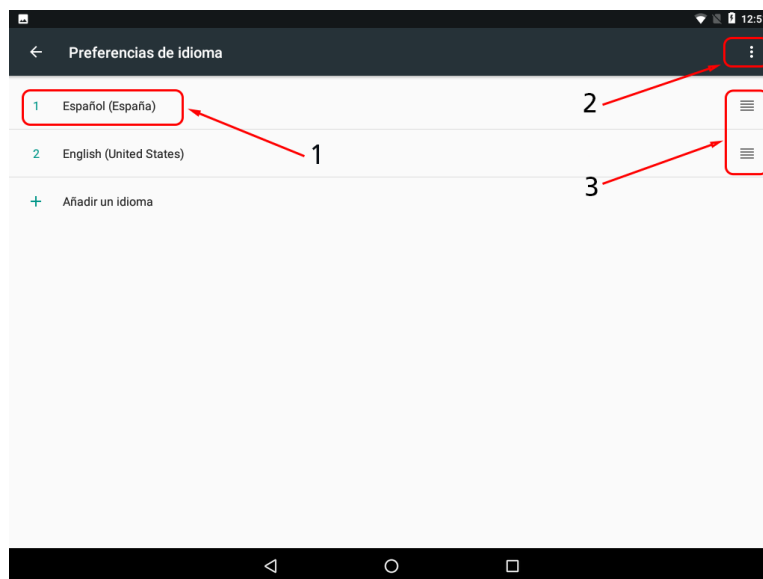 12:5
Preferencias de idioma
2
1 Español (España)
1
2 English (United States)
3
+ Añadir un idioma